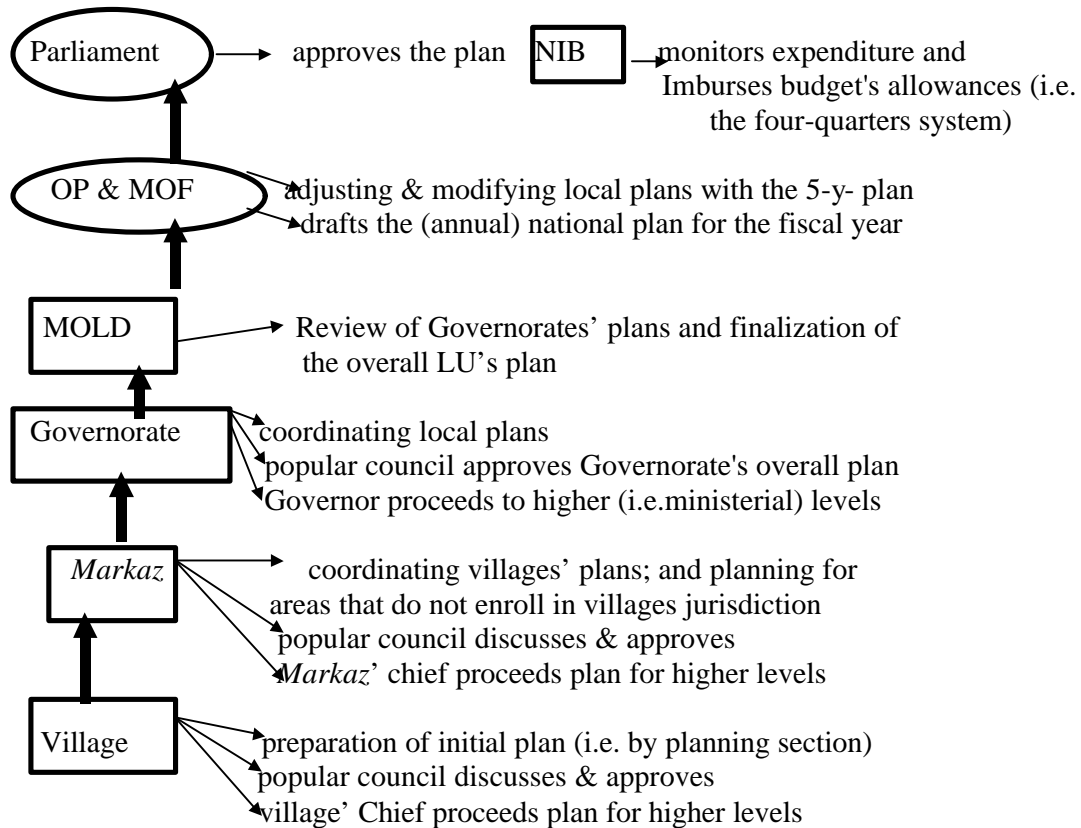 Parliament
approves the plan
NIB
monitors expenditure and
Imburses budget's allowances (i.e.
the four-quarters system)
OP & MOF
adjusting & modifying local plans with the 5-y- plan
drafts the (annual) national plan for the fiscal year
MOLD
Review of Governorates’ plans and finalization of
the overall LU’s plan
Governorate
coordinating local plans
popular council approves Governorate's overall plan
Governor proceeds to higher (i.e.ministerial) levels
Markaz
coordinating villages’ plans; and planning for
areas that do not enroll in villages jurisdiction
popular council discusses & approves
Markaz’ chief proceeds plan for higher levels
Village
preparation of initial plan (i.e. by planning section)
popular council discusses & approves
village’ Chief proceeds plan for higher levels